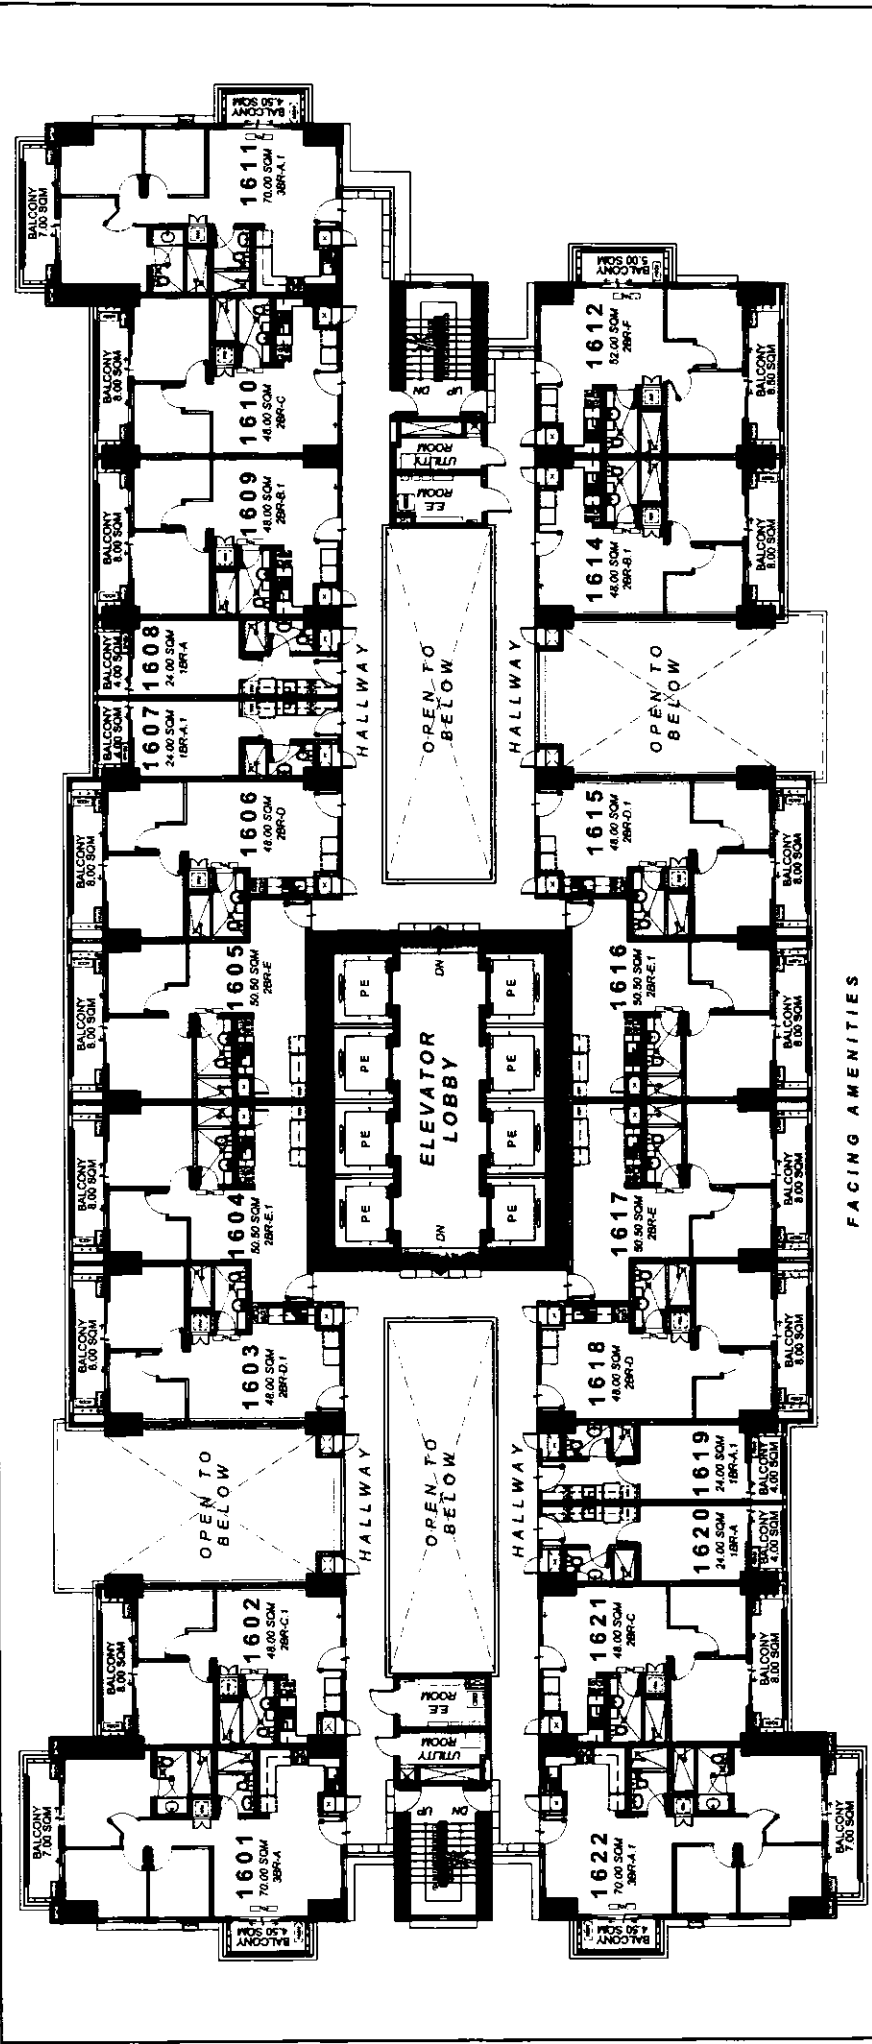 BALCONY
7.00 SQM
BALCONY
4.50 SQM
1601
70.00 SQM
3BR-A
BALCONY
8.00 SQM
1602
48.00 SQM
2BR-C.1
OPEN TO
BELOW
BALCONY
8.00 SQM
1603
48.00 SQM
2BR-D.1
BALCONY
8.00 SQM
1604
50.50 SQM
2BR-E.1
BALCONY
8.00 SQM
1605
50.50 SQM
2BR-E
BALCONY
8.00 SQM
1606
48.00 SQM
2BR-D
BALCONY
4.00 SQM
1607
24.00 SQM
1BR-A.1
BALCONY
4.00 SQM
1608
24.00 SQM
1BR-A
BALCONY
8.00 SQM
1609
48.00 SQM
2BR-B.1
BALCONY
8.00 SQM
1610
48.00 SQM
2BR-C
BALCONY
7.00 SQM
1611
70.00 SQM
3BR-A.1
BALCONY
4.50 SQM
HALLWAY
HALLWAY
UP
DN
UTILITY
ROOM
E.E.
ROOM
OPEN TO
BELOW
DN
PE
PE
PE
PE
ELEVATOR
LOBBY
PE
PE
PE
PE
DN
OPEN TO
BELOW
E.E.
ROOM
UTILITY
ROOM
DN
UP
HALLWAY
HALLWAY
BALCONY
4.50 SQM
1622
70.00 SQM
3BR-A.1
BALCONY
7.00 SQM
1621
48.00 SQM
2BR-C
BALCONY
8.00 SQM
1620
24.00 SQM
1BR-A
BALCONY
4.00 SQM
1619
24.00 SQM
1BR-A.1
BALCONY
4.00 SQM
1618
48.00 SQM
2BR-D
BALCONY
8.00 SQM
1617
50.50 SQM
2BR-E
BALCONY
8.00 SQM
1616
50.50 SQM
2BR-E.1
BALCONY
8.00 SQM
1615
48.00 SQM
2BR-D.1
BALCONY
8.00 SQM
OPEN TO
BELOW
1614
48.00 SQM
2BR-B.1
BALCONY
8.00 SQM
1612
52.00 SQM
2BR-F
BALCONY
8.50 SQM
BALCONY
5.00 SQM
FACING AMENITIES